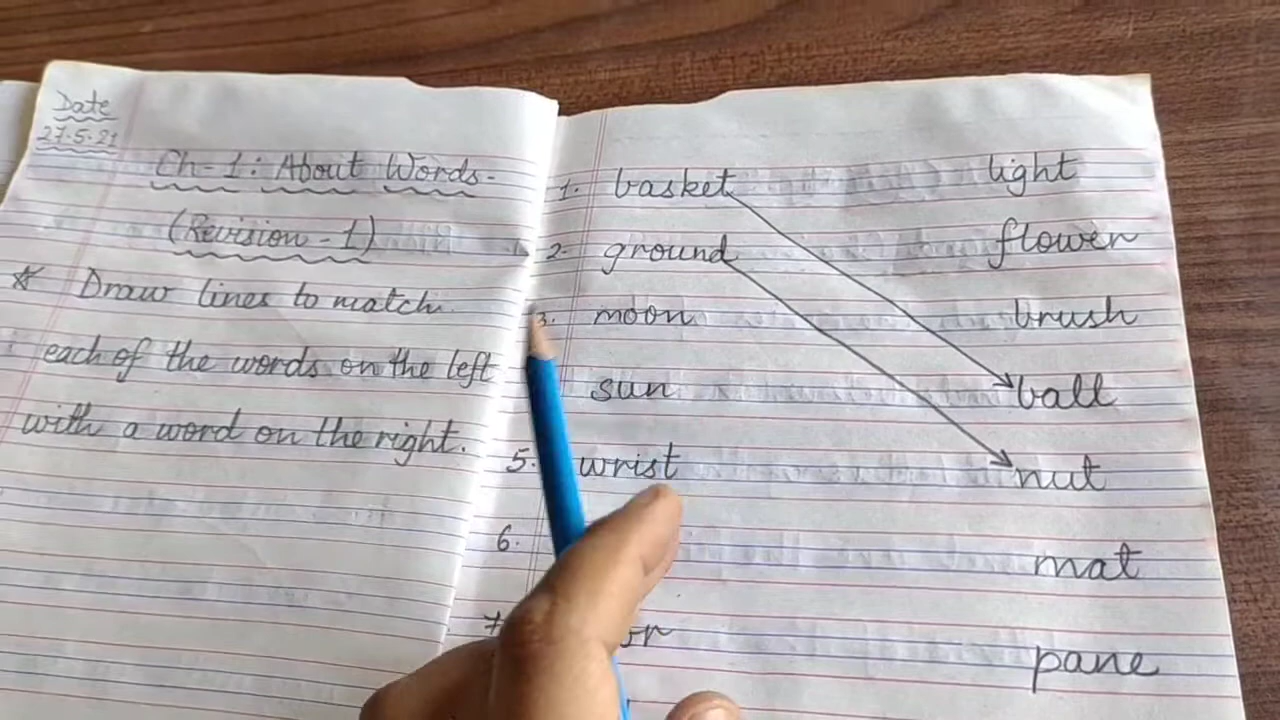 Date
27.5.21
Ch-1: About Words-
(Revision-1)
☆ Draw lines to match
each of the words on the left
with a word on the right.
1. basket light
2. ground flower
3. moon brush
sun ball
5. wrist nut
6. mat
7. pane